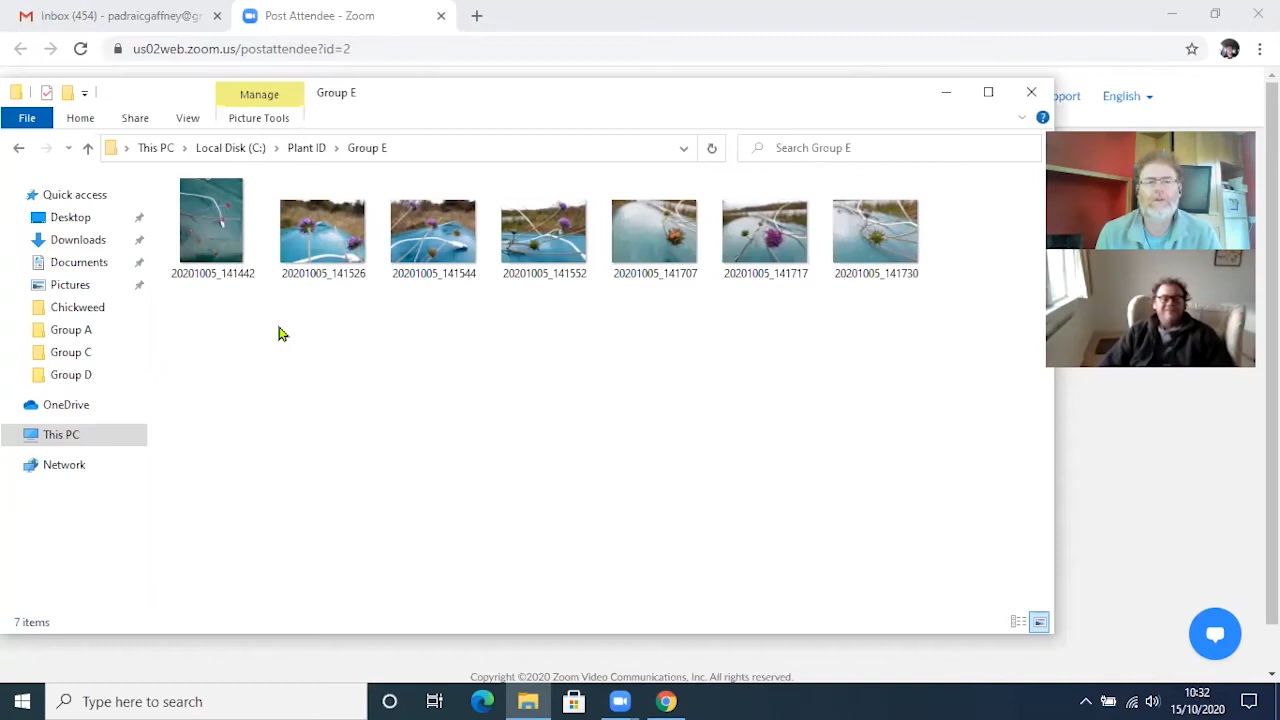 Inbox (454) - padraicgaffney@gr
Post Attendee - Zoom
us02web.zoom.us/postattendee?id=2
Manage
Group E
pport
English
File
Home
Share
View
Picture Tools
This PC
Local Disk (C:)
Plant ID
Group E
Search Group E
Quick access
Desktop
Downloads
Documents
Pictures
Chickweed
Group A
Group C
Group D
OneDrive
This PC
Network
20201005_141442
20201005_141526
20201005_141544
20201005_141552
20201005_141707
20201005_141717
20201005_141730
7 items
Copyright ©2020 Zoom Video Communications, Inc. All rights reserved.
Type here to search
10:32
15/10/2020